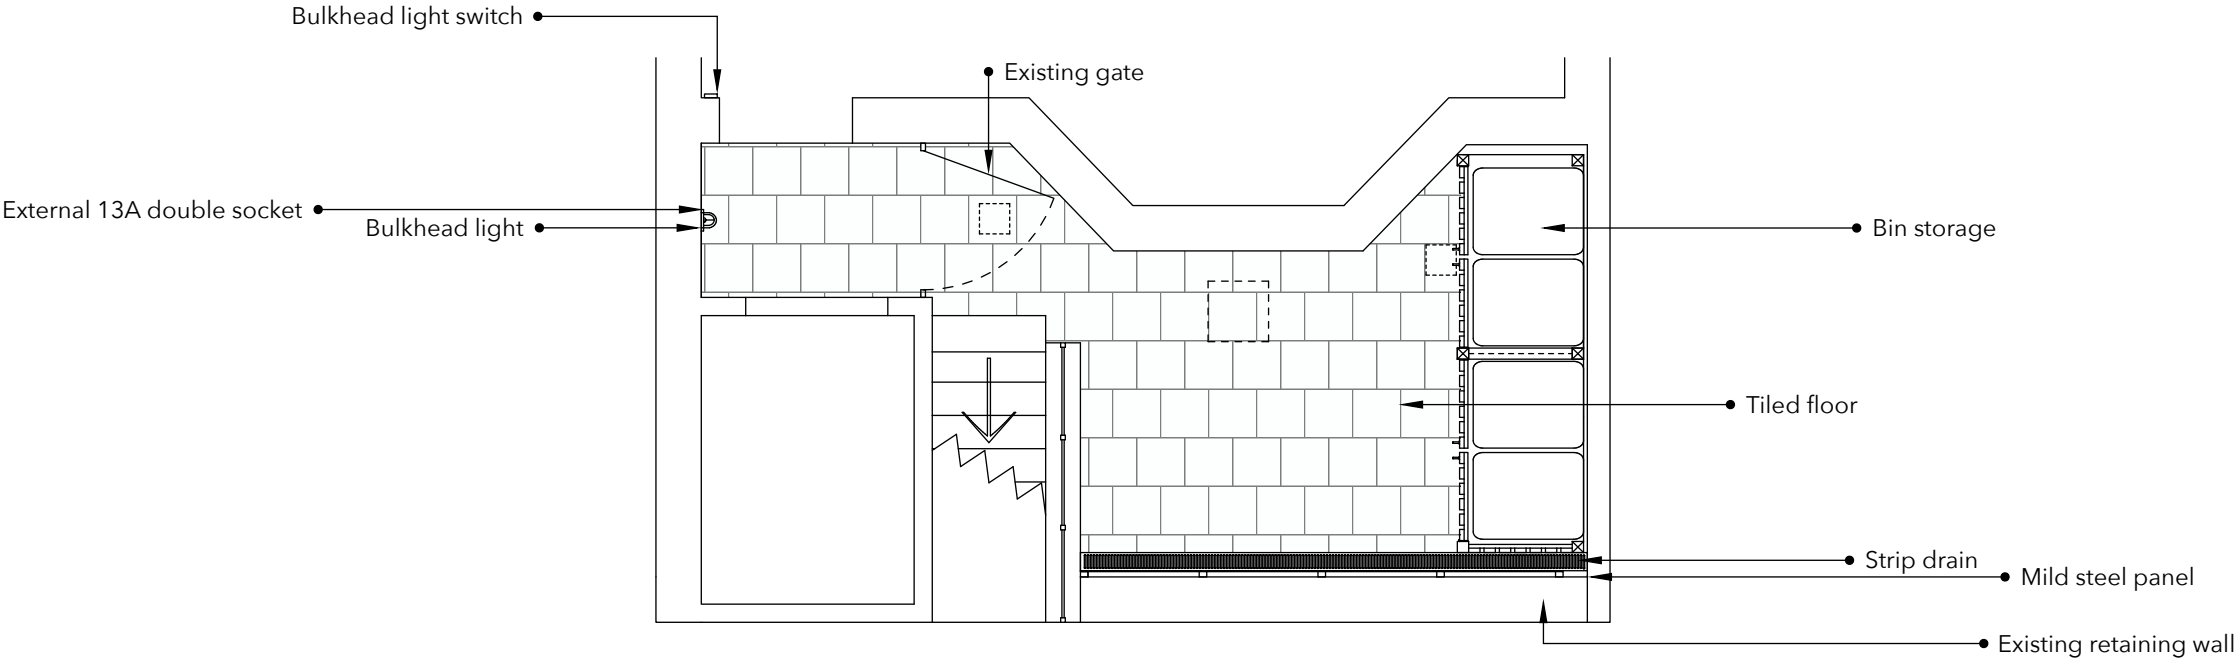 Bulkhead light switch
Existing gate
External 13A double socket
Bulkhead light
Bin storage
Tiled floor
Strip drain
Mild steel panel
Existing retaining wall